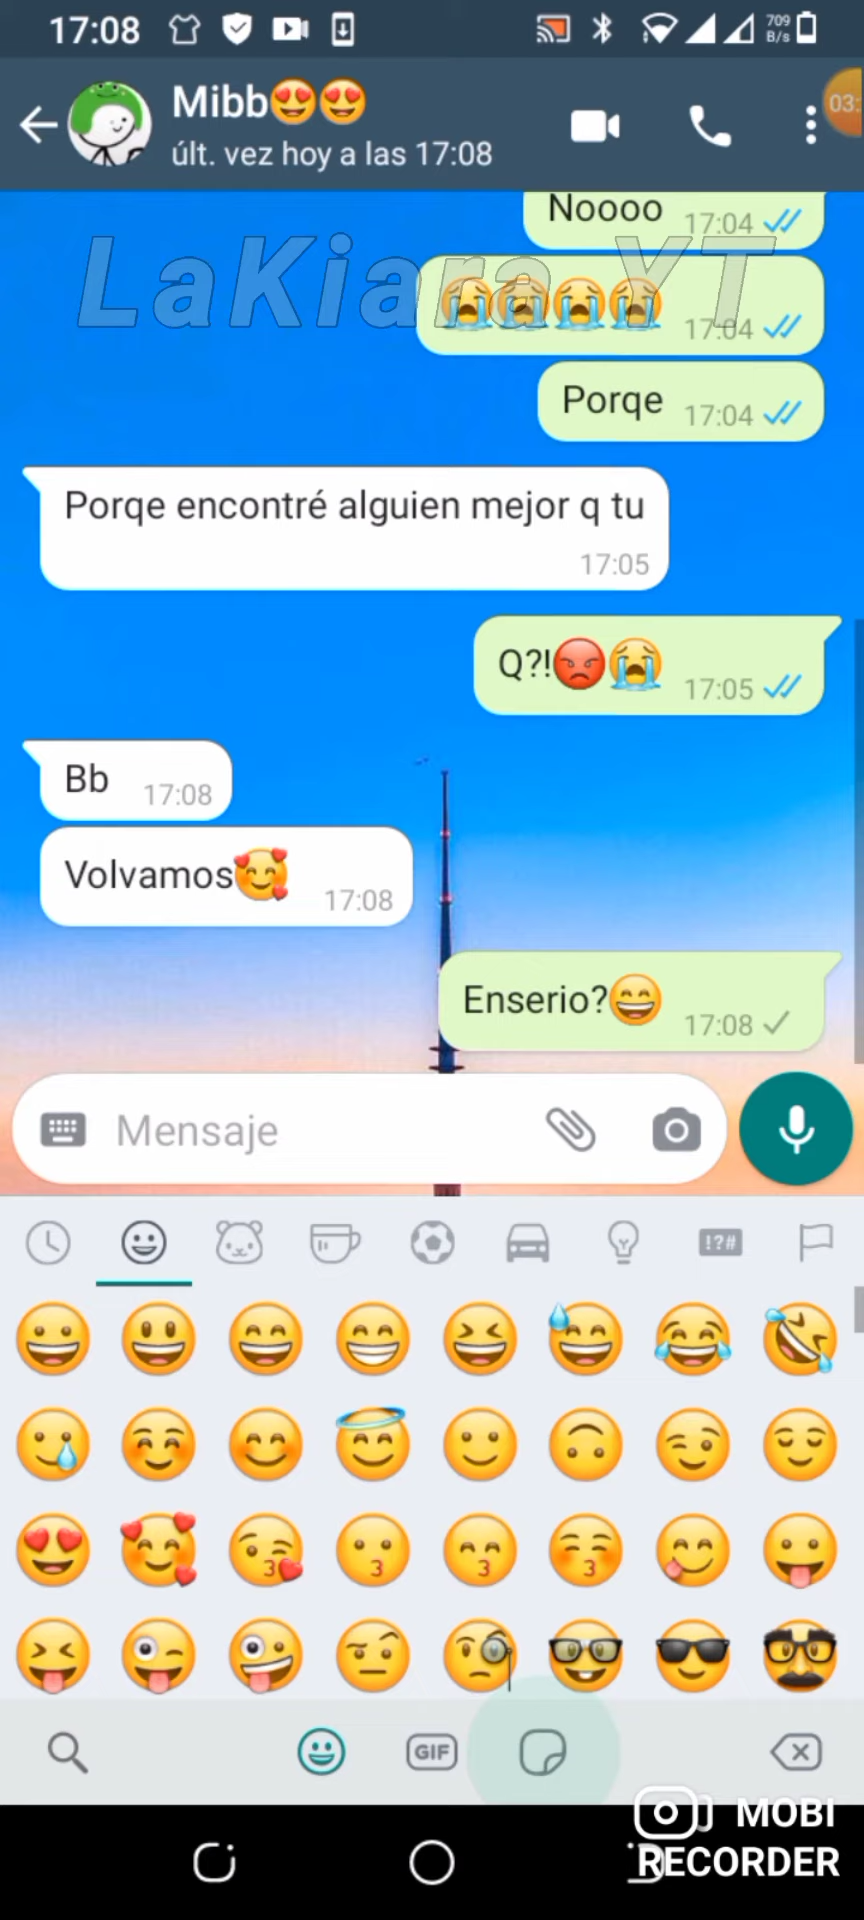 17:08
709
B/s
Mibb😍😍
03:
últ. vez hoy a las 17:08
Noooo 17:04
LaKiara YT
😭😭😭😭 17:04
Porqe 17:04
Porqe encontré alguien mejor q tu
17:05
Q?!😡😭 17:05
Bb 17:08
Volvamos🥰 17:08
Enserio?😄 17:08
Mensaje
!?#
GIF
MOBI
RECORDER